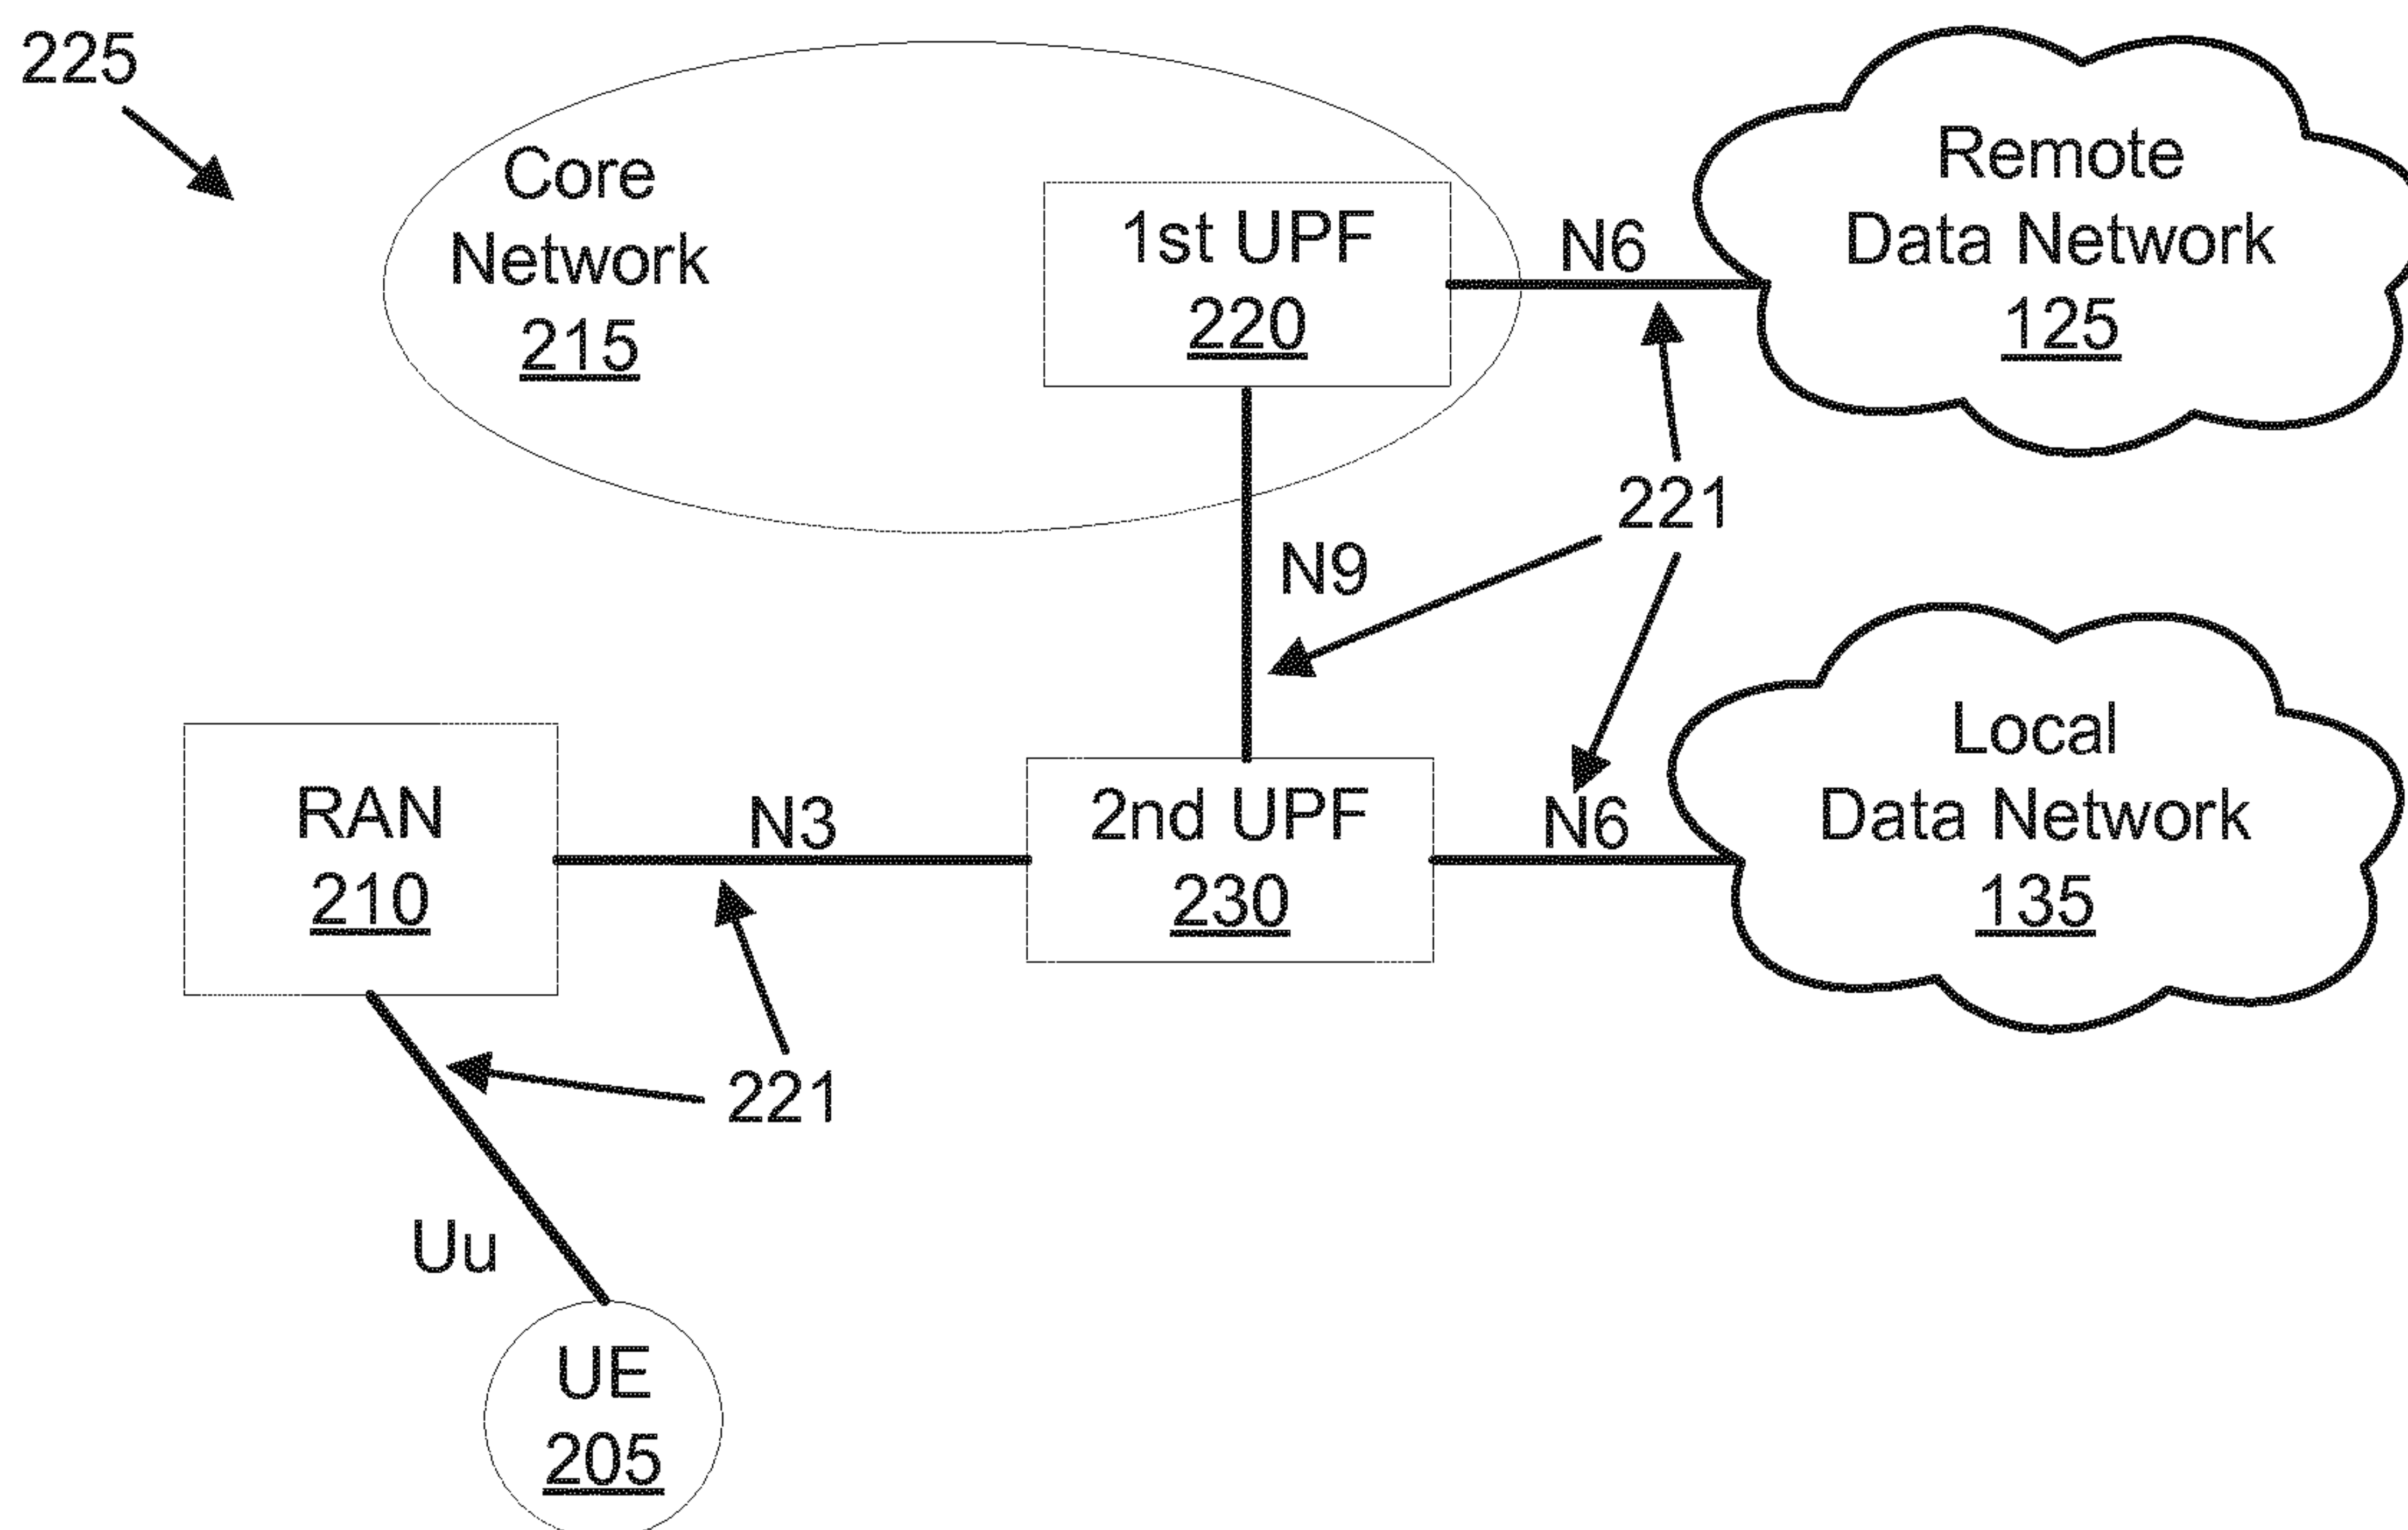 225
Core
Network
215
1st UPF
220
N6
Remote
Data Network
125
221
N9
RAN
210
N3
2nd UPF
230
N6
Local
Data Network
135
221
Uu
UE
205